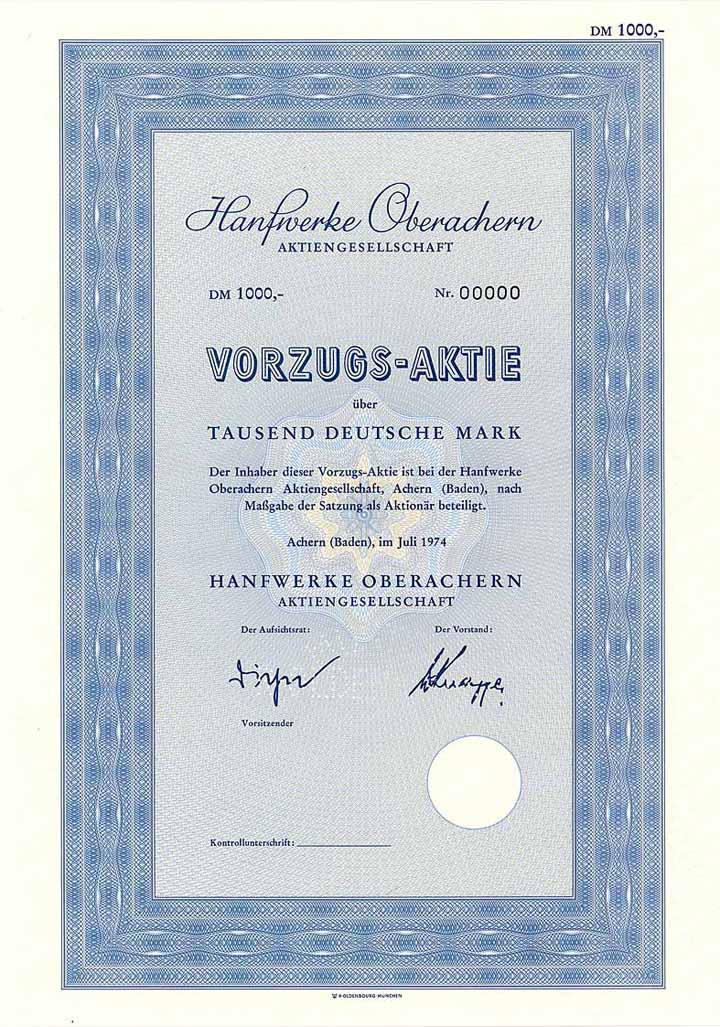 DM 1000,-
Hanfwerke Oberachern
AKTIENGESELLSCHAFT
DM 1000,- Nr. 00000
VORZUGS-AKTIE
über
TAUSEND DEUTSCHE MARK
Der Inhaber dieser Vorzugs-Aktie ist bei der Hanfwerke
Oberachern Aktiengesellschaft, Achern (Baden), nach
Maßgabe der Satzung als Aktionär beteiligt.
Achern (Baden), im Juli 1974
HANFWERKE OBERACHERN
AKTIENGESELLSCHAFT
Der Aufsichtsrat: Der Vorstand:
Vorsitzender
Kontrollunterschrift:
R·OLDENBOURG·MÜNCHEN